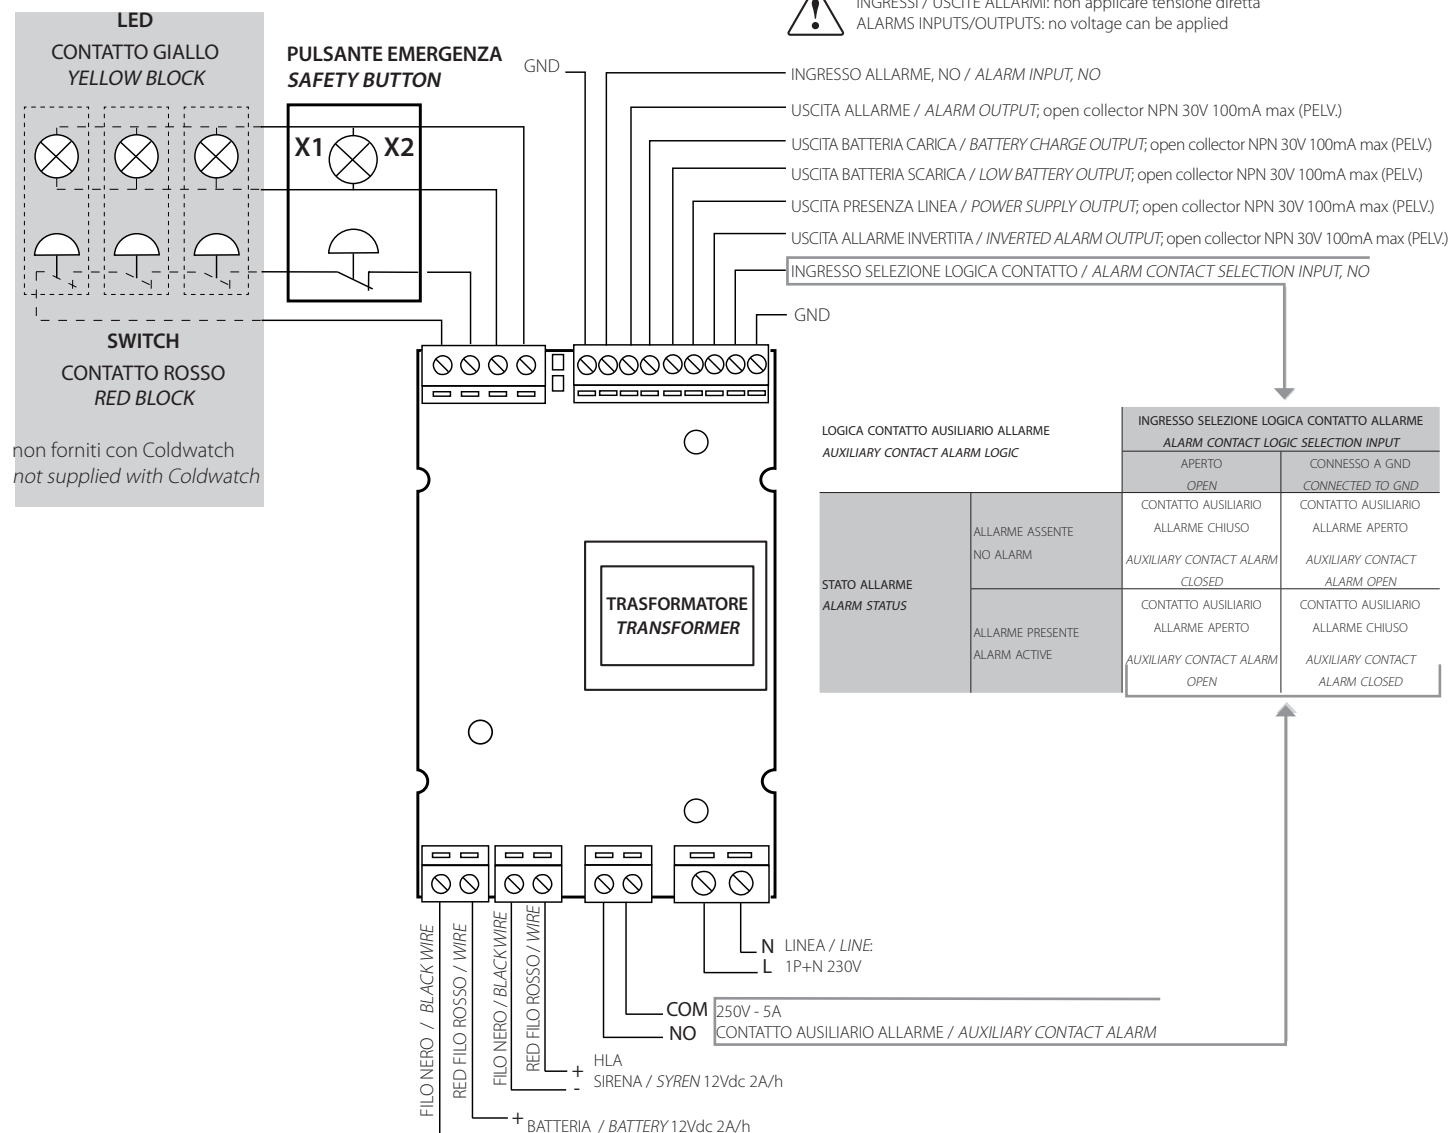 INGRESSI / USCITE ALLARMI: non applicare tensione diretta
ALARMS INPUTS/OUTPUTS: no voltage can be applied
LED
CONTATTO GIALLO
YELLOW BLOCK
PULSANTE EMERGENZA
SAFETY BUTTON
GND
INGRESSO ALLARME, NO / ALARM INPUT, NO
USCITA ALLARME / ALARM OUTPUT; open collector NPN 30V 100mA max (PELV.)
USCITA BATTERIA CARICA / BATTERY CHARGE OUTPUT; open collector NPN 30V 100mA max (PELV.)
USCITA BATTERIA SCARICA / LOW BATTERY OUTPUT; open collector NPN 30V 100mA max (PELV.)
USCITA PRESENZA LINEA / POWER SUPPLY OUTPUT; open collector NPN 30V 100mA max (PELV.)
USCITA ALLARME INVERTITA / INVERTED ALARM OUTPUT; open collector NPN 30V 100mA max (PELV.)
INGRESSO SELEZIONE LOGICA CONTATTO / ALARM CONTACT SELECTION INPUT, NO
GND
X1 X2
SWITCH
CONTATTO ROSSO
RED BLOCK
non forniti con Coldwatch
not supplied with Coldwatch
LOGICA CONTATTO AUSILIARIO ALLARME
AUXILIARY CONTACT ALARM LOGIC
INGRESSO SELEZIONE LOGICA CONTATTO ALLARME
ALARM CONTACT LOGIC SELECTION INPUT
APERTO
OPEN
CONNESSO A GND
CONNECTED TO GND
STATO ALLARME
ALARM STATUS
ALLARME ASSENTE
NO ALARM
CONTATTO AUSILIARIO
ALLARME CHIUSO
AUXILIARY CONTACT ALARM
CLOSED
CONTATTO AUSILIARIO
ALLARME APERTO
AUXILIARY CONTACT
ALARM OPEN
ALLARME PRESENTE
ALARM ACTIVE
CONTATTO AUSILIARIO
ALLARME APERTO
AUXILIARY CONTACT ALARM
OPEN
CONTATTO AUSILIARIO
ALLARME CHIUSO
AUXILIARY CONTACT
ALARM CLOSED
TRASFORMATORE
TRANSFORMER
FILO NERO / BLACK WIRE
RED FILO ROSSO / WIRE
FILO NERO / BLACK WIRE
RED FILO ROSSO / WIRE
N LINEA / LINE:
L 1P+N 230V
COM 250V - 5A
NO CONTATTO AUSILIARIO ALLARME / AUXILIARY CONTACT ALARM
HLA
+
SIRENA / SYREN 12Vdc 2A/h
-
+ BATTERIA / BATTERY 12Vdc 2A/h